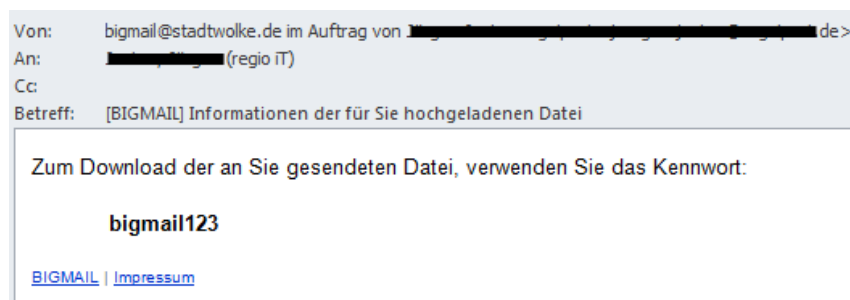 Von: bigmail@stadtwolke.de im Auftrag von de>
An: (regio iT)
Cc:
Betreff: [BIGMAIL] Informationen der für Sie hochgeladenen Datei
Zum Download der an Sie gesendeten Datei, verwenden Sie das Kennwort:
bigmail123
BIGMAIL | Impressum